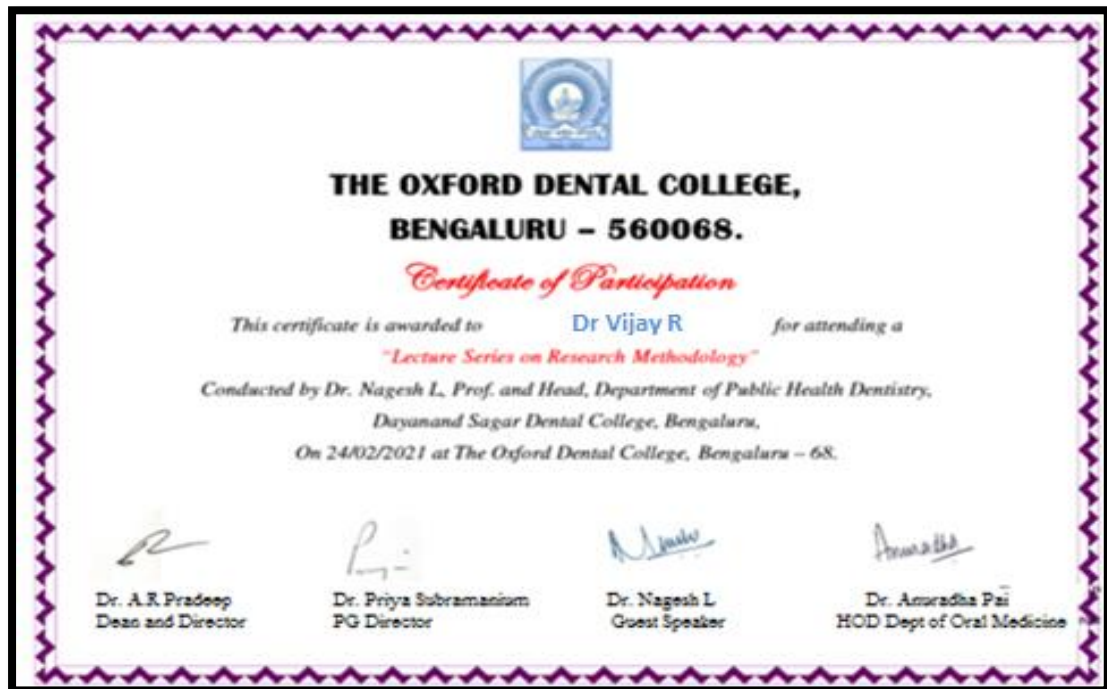 THE OXFORD DENTAL COLLEGE,
BENGALURU – 560068.
Certificate of Participation
This certificate is awarded to Dr Vijay R for attending a
"Lecture Series on Research Methodology"
Conducted by Dr. Nagesh L, Prof. and Head, Department of Public Health Dentistry,
Dayanand Sagar Dental College, Bengaluru,
On 24/02/2021 at The Oxford Dental College, Bengaluru – 68.
Anuradha
Dr. A.R Pradeep Dr. Priya Subramanium Dr. Nagesh L Dr. Anuradha Pai
Dean and Director PG Director Guest Speaker HOD Dept of Oral Medicine